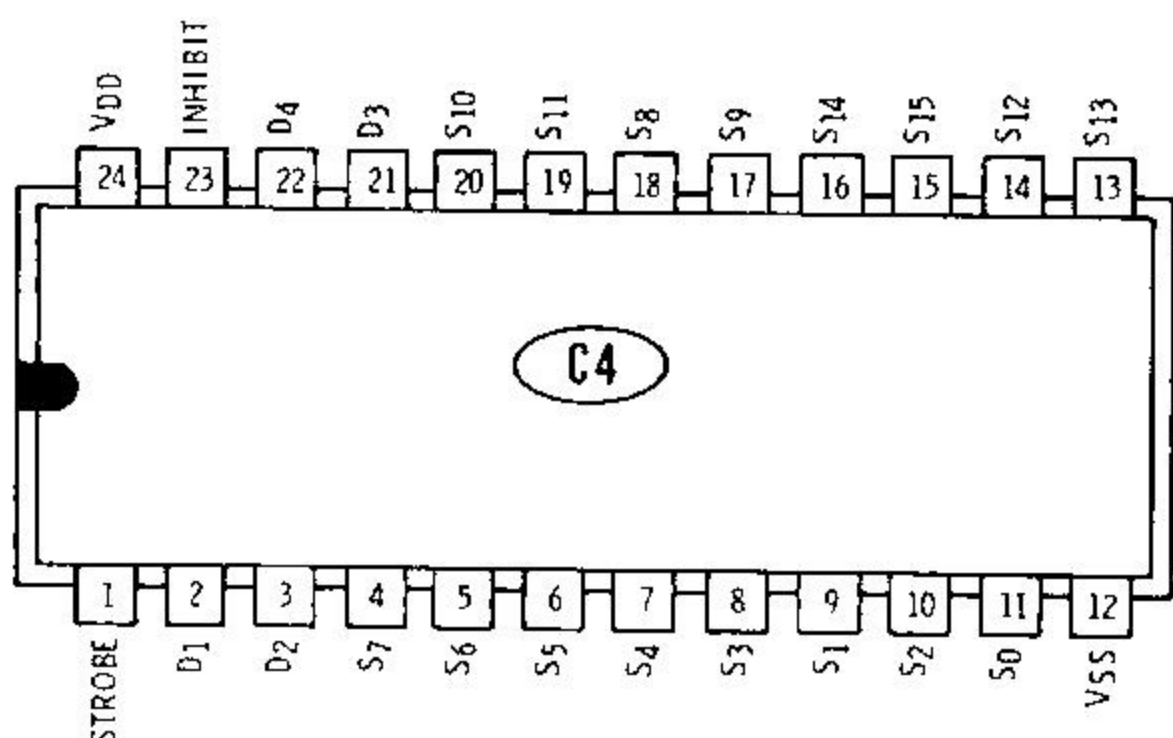 VDD INHIBIT D4 D3 S10 S11 S8 S9 S14 S15 S12 S13
24 23 22 21 20 19 18 17 16 15 14 13
C4
1 2 3 4 5 6 7 8 9 10 11 12
STROBE D1 D2 S7 S6 S5 S4 S3 S1 S2 S0 VSS